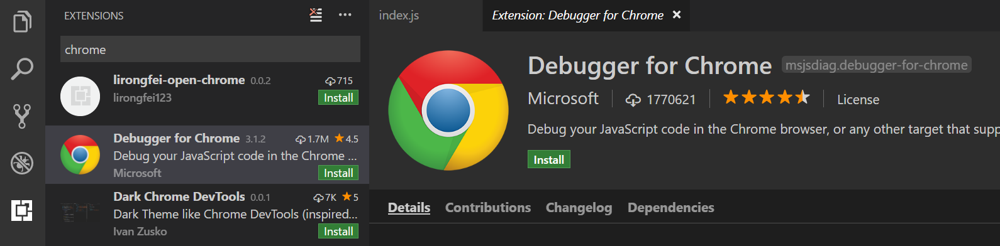 EXTENSIONS
chrome
lirongfei-open-chrome 0.0.2 715
lirongfei123 Install
Debugger for Chrome 3.1.2 1.7M 4.5
Debug your JavaScript code in the Chrome ...
Microsoft Install
Dark Chrome DevTools 0.0.1 7K 5
Dark Theme like Chrome DevTools (inspired...
Ivan Zusko Install
index.js Extension: Debugger for Chrome
Debugger for Chrome msjsdiag.debugger-for-chrome
Microsoft 1770621 License
Debug your JavaScript code in the Chrome browser, or any other target that supp
Install
Details Contributions Changelog Dependencies